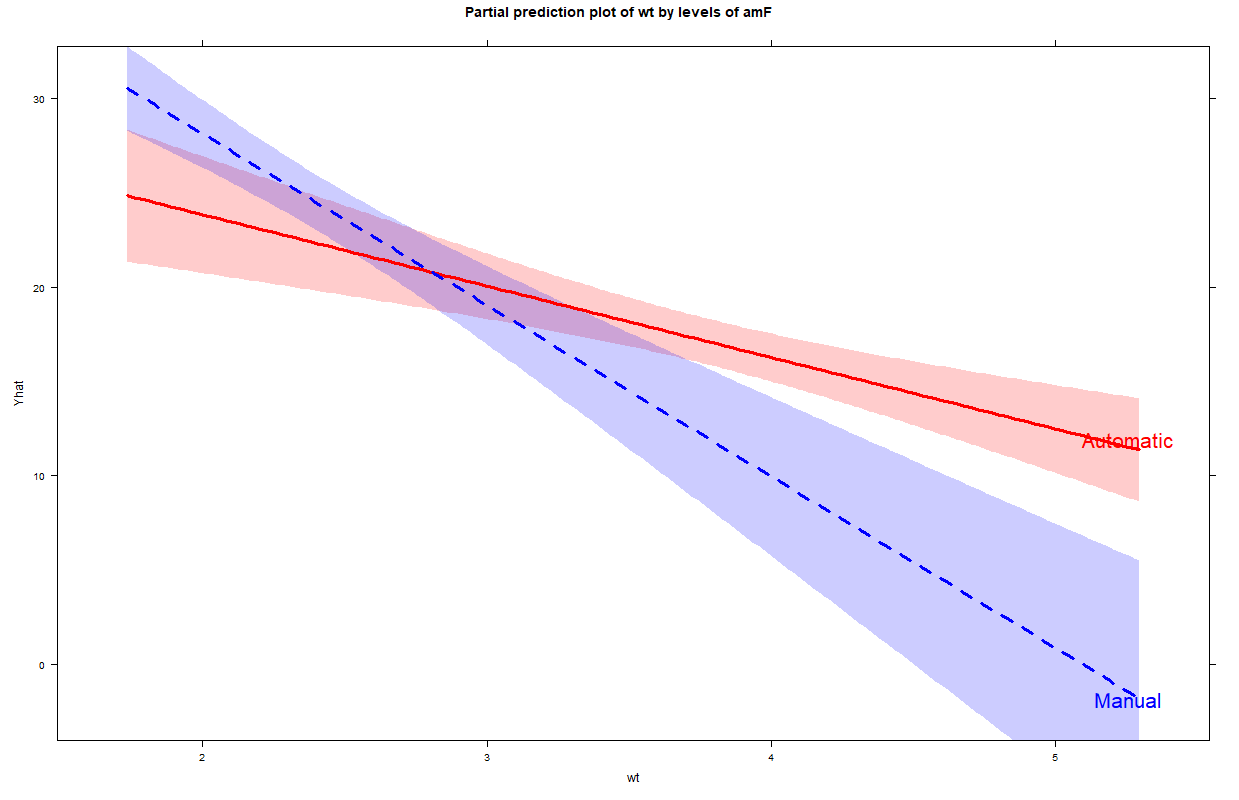 Partial prediction plot of wt by levels of amF
30
20
10
0
Yhat
Automatic
Manual
2 3 4 5
wt